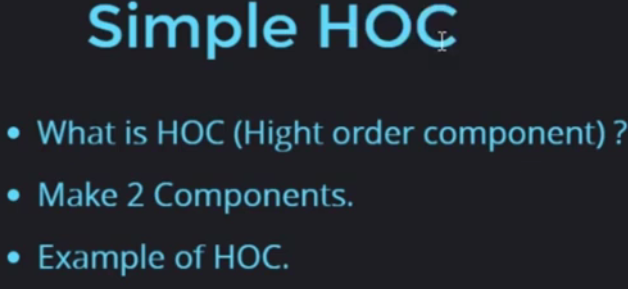 Simple HOC
• What is HOC (Hight order component) ?
• Make 2 Components.
• Example of HOC.